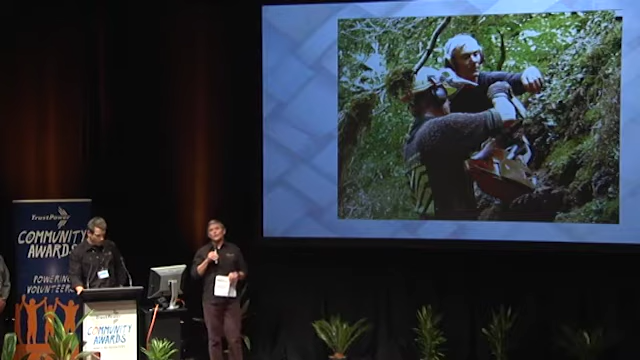 TrustPower
COMMUNITY
AWARDS
POWERING
VOLUNTEERS
COMMUNITY
AWARDS